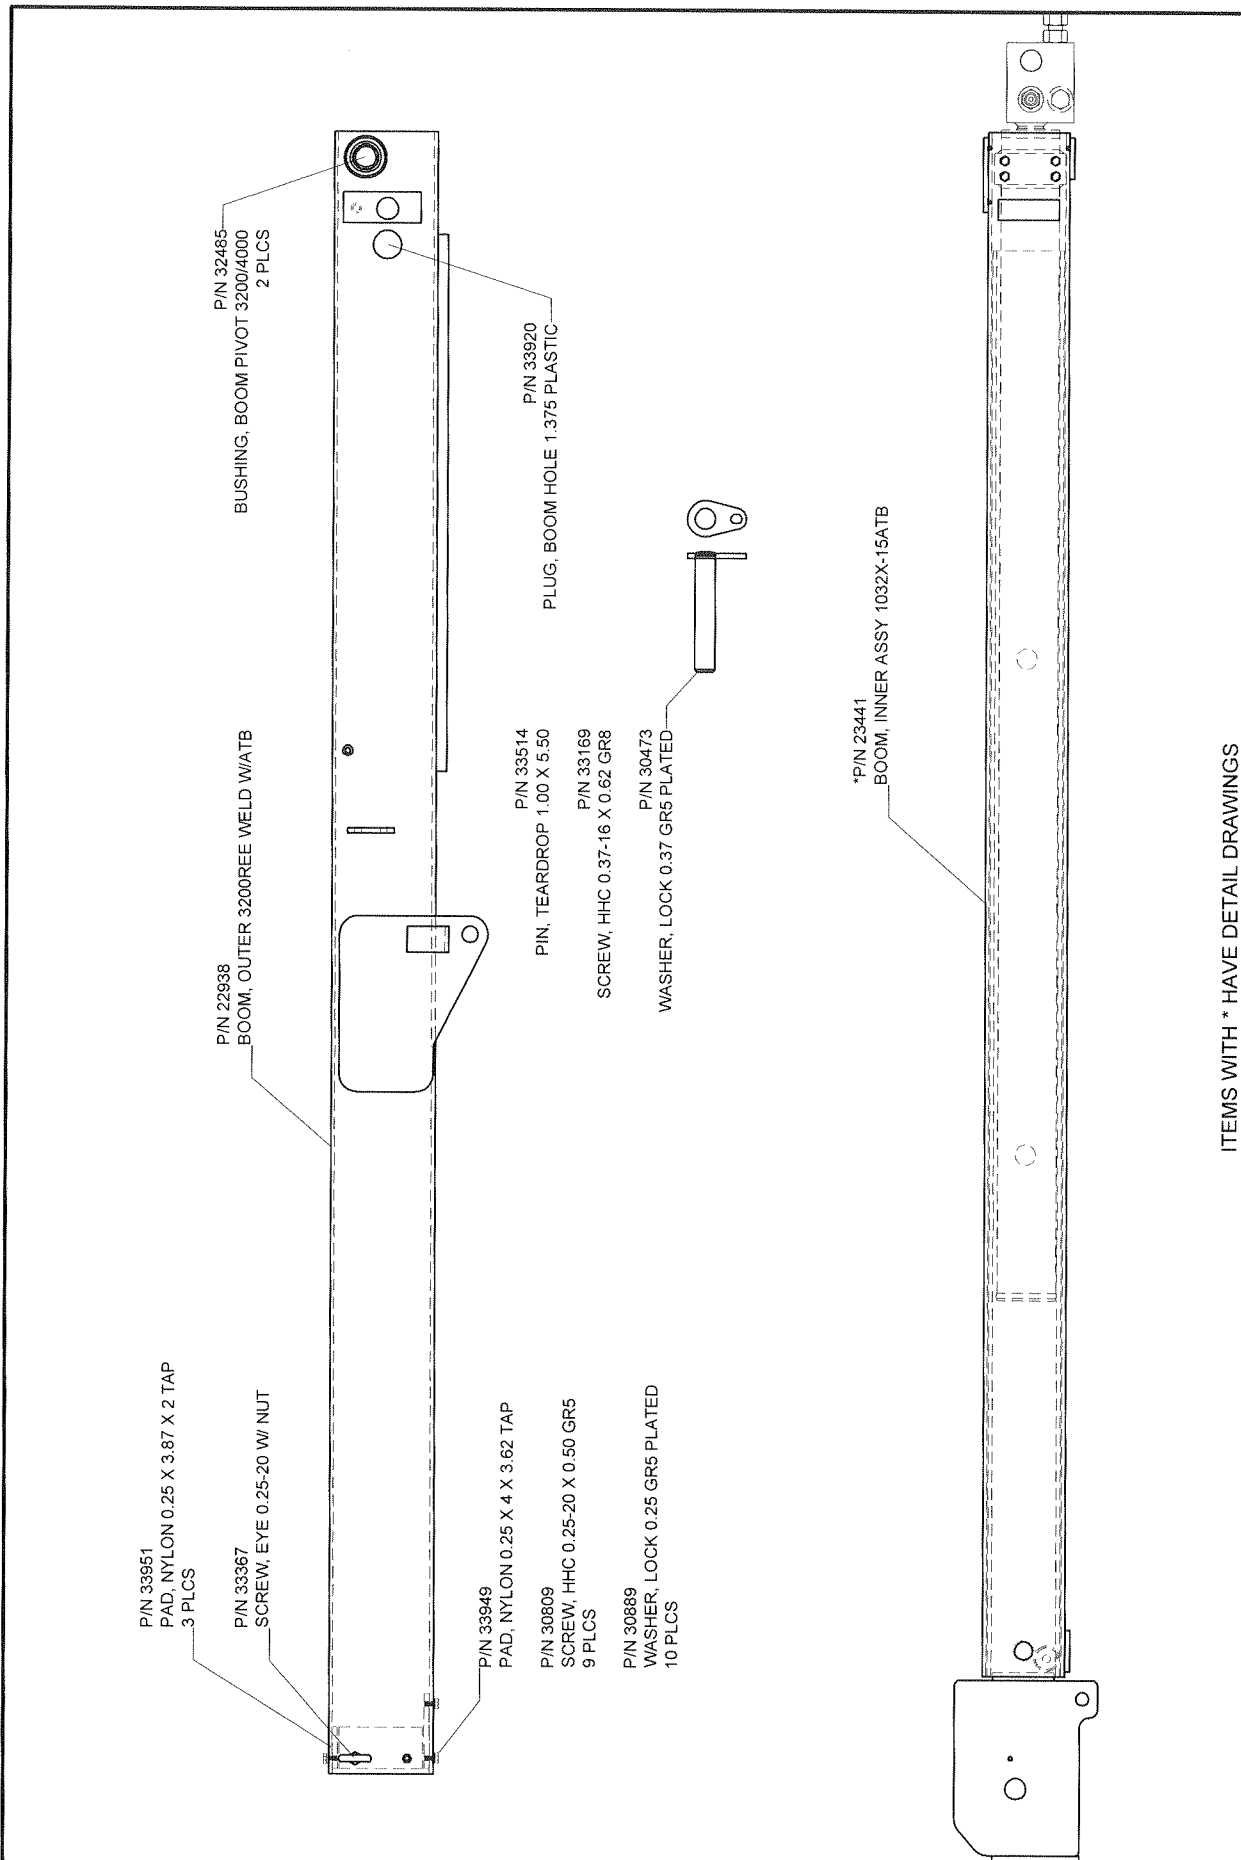 P/N 33951
PAD, NYLON 0.25 X 3.87 X 2 TAP
3 PLCS
P/N 33367
SCREW, EYE 0.25-20 W/ NUT
P/N 22938
BOOM, OUTER 3200REE WELD W/ATB
P/N 32485
BUSHING, BOOM PIVOT 3200/4000
2 PLCS
P/N 33949
PAD, NYLON 0.25 X 4 X 3.62 TAP
P/N 30809
SCREW, HHC 0.25-20 X 0.50 GR5
9 PLCS
P/N 30889
WASHER, LOCK 0.25 GR5 PLATED
10 PLCS
P/N 33514
PIN, TEARDROP 1.00 X 5.50
P/N 33169
SCREW, HHC 0.37-16 X 0.62 GR8
P/N 30473
WASHER, LOCK 0.37 GR5 PLATED
P/N 33920
PLUG, BOOM HOLE 1.375 PLASTIC
*P/N 23441
BOOM, INNER ASSY 1032X-15ATB
ITEMS WITH * HAVE DETAIL DRAWINGS